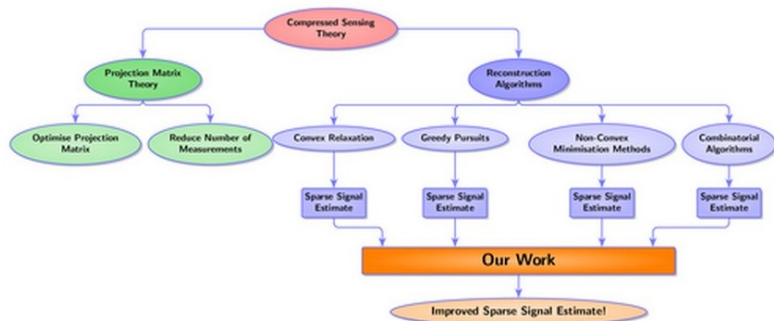 Compressed Sensing
Theory
Projection Matrix
Theory
Reconstruction
Algorithms
Optimise Projection
Matrix
Reduce Number of
Measurements
Convex Relaxation
Greedy Pursuits
Non-Convex
Minimisation Methods
Combinatorial
Algorithms
Sparse Signal
Estimate
Sparse Signal
Estimate
Sparse Signal
Estimate
Sparse Signal
Estimate
Our Work
Improved Sparse Signal Estimate!